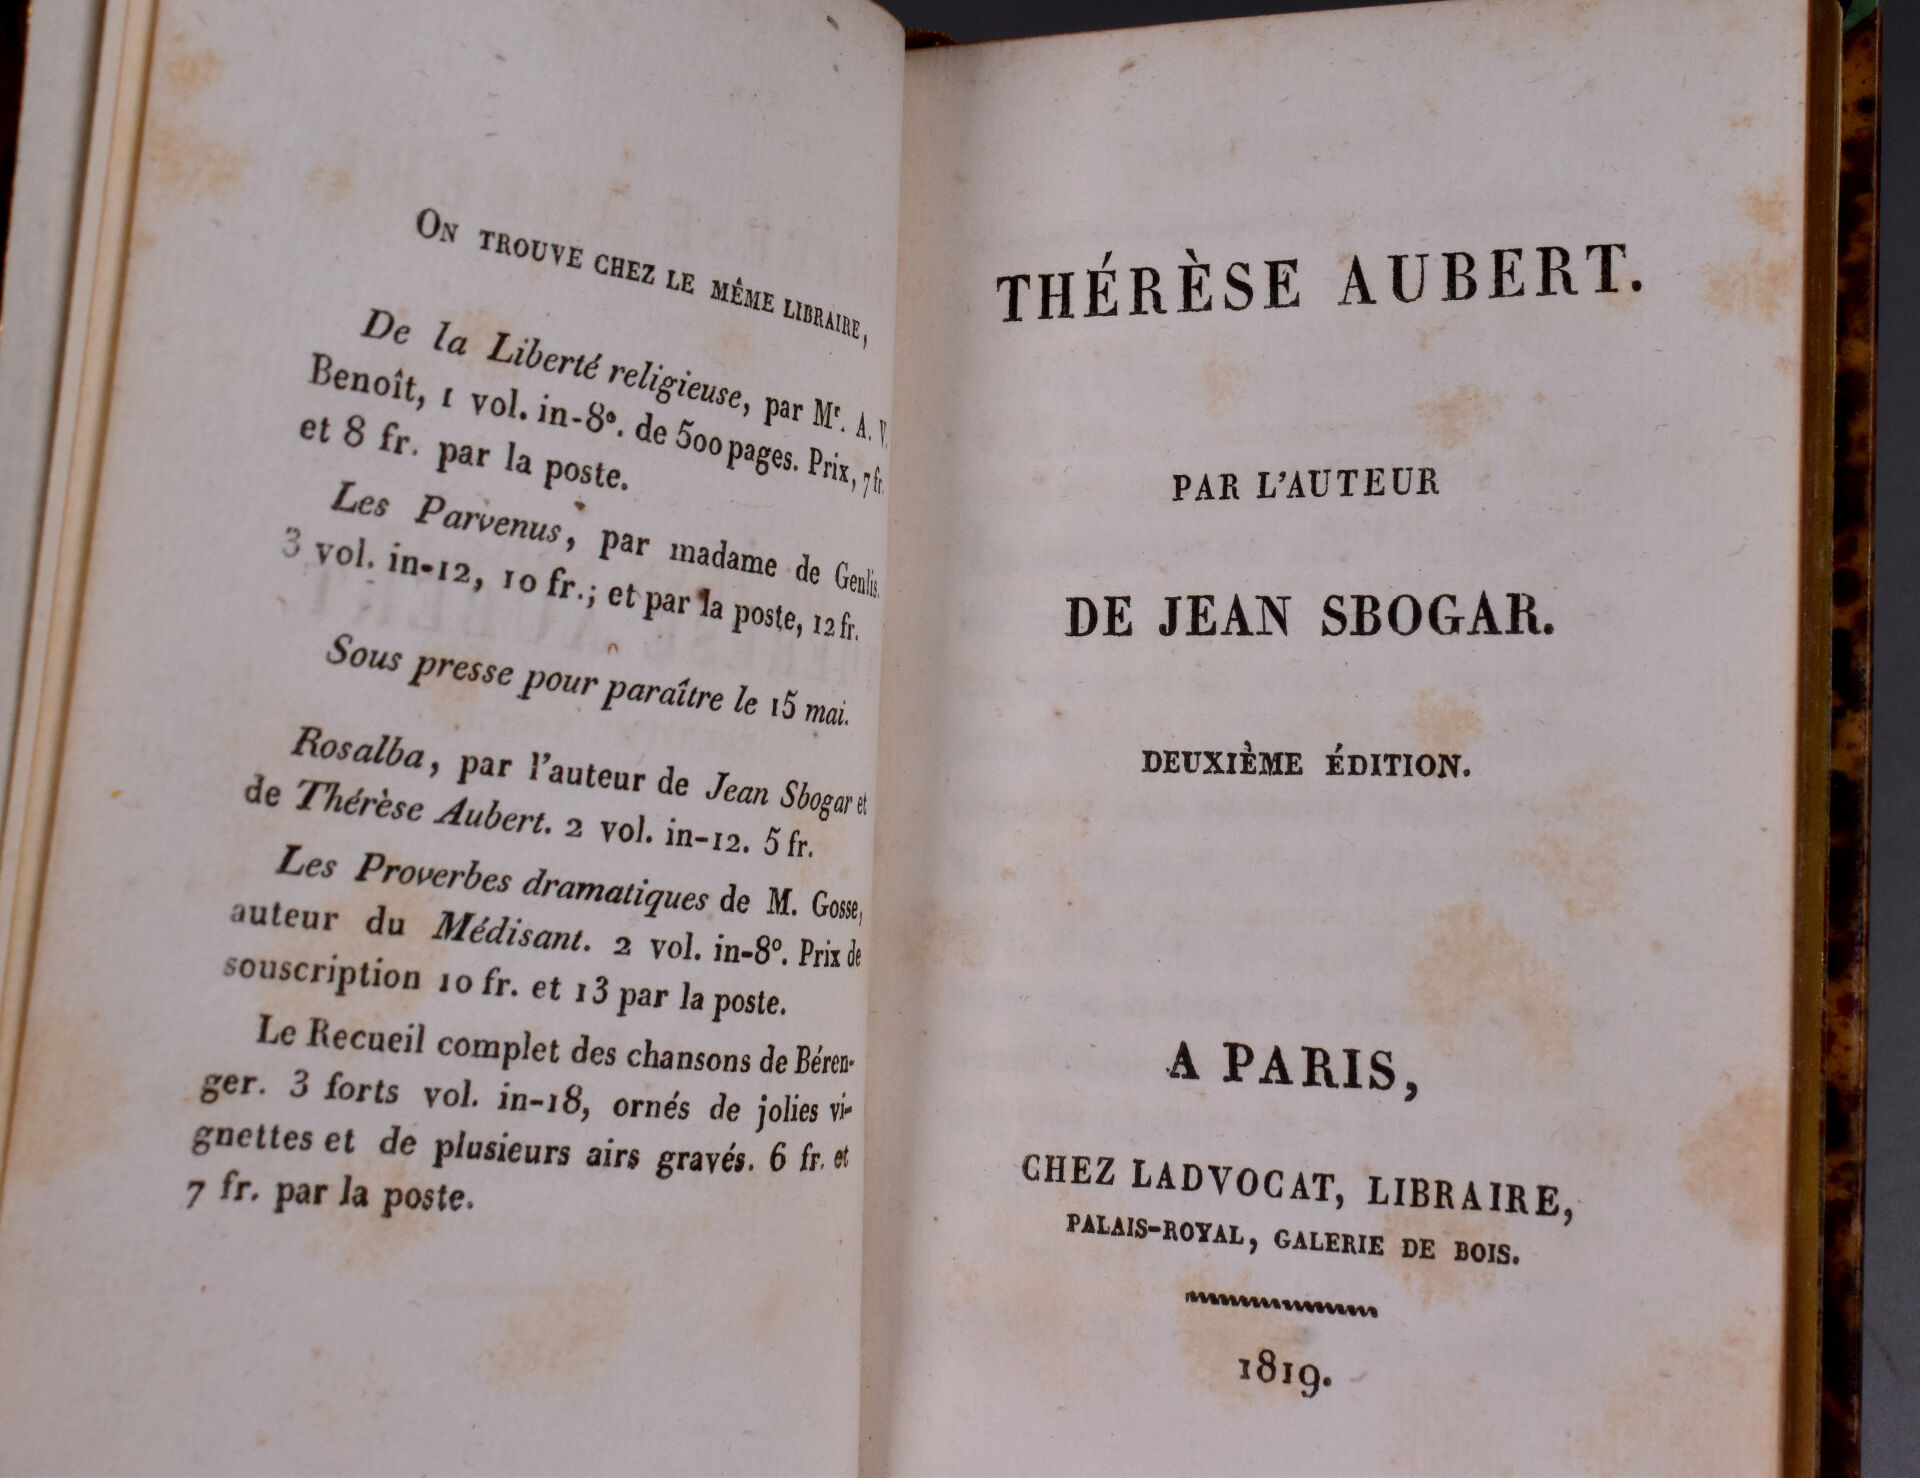 On trouve chez le même libraire,
De la Liberté religieuse, par Mr. A. V.
Benoît, 1 vol. in-8°. de 500 pages. Prix, 7 fr.
et 8 fr. par la poste.
Les Parvenus, par madame de Genlis.
3 vol. in-12, 10 fr.; et par la poste, 12 fr.
Sous presse pour paraître le 15 mai.
Rosalba, par l'auteur de Jean Sbogar et
de Thérèse Aubert. 2 vol. in-12. 5 fr.
Les Proverbes dramatiques de M. Gosse,
auteur du Médisant. 2 vol. in-8°. Prix de
souscription 10 fr. et 13 par la poste.
Le Recueil complet des chansons de Béren-
ger. 3 forts vol. in-18, ornés de jolies vi-
gnettes et de plusieurs airs gravés. 6 fr. et
7 fr. par la poste.
THÉRÈSE AUBERT.
PAR L'AUTEUR
DE JEAN SBOGAR.
DEUXIÈME ÉDITION.
A PARIS,
CHEZ LADVOCAT, LIBRAIRE,
PALAIS-ROYAL, GALERIE DE BOIS.
1819.